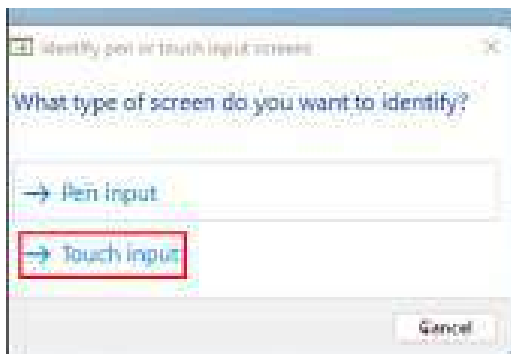 Identify pen or touch input screens
What type of screen do you want to identify?
→ Pen input
→ Touch input
Cancel